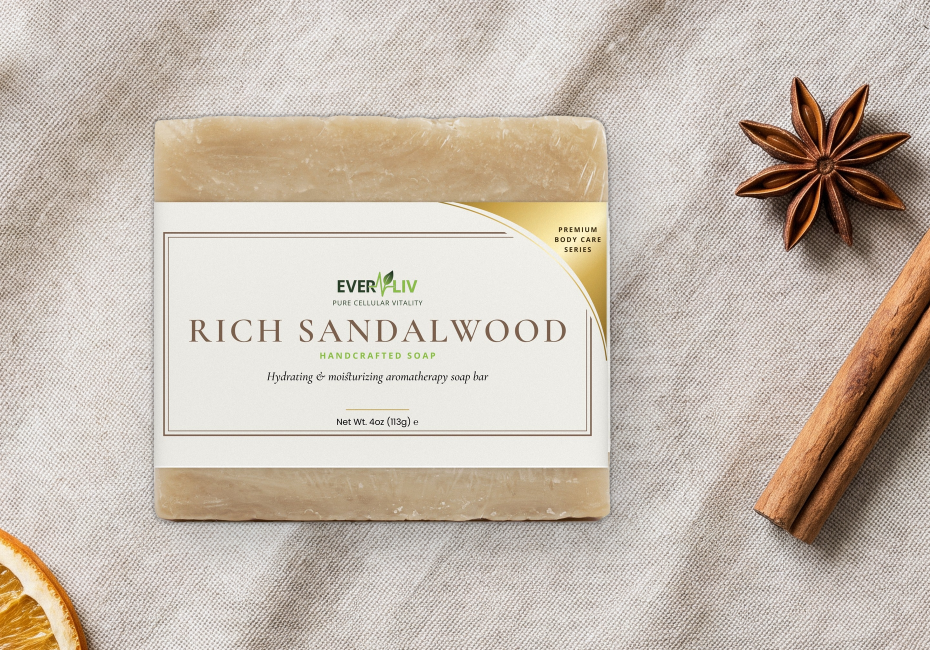 PREMIUM
BODY CARE
SERIES
EVERLIV
PURE CELLULAR VITALITY
RICH SANDALWOOD
HANDCRAFTED SOAP
Hydrating & moisturizing aromatherapy soap bar
Net Wt. 4oz (113g) ℮